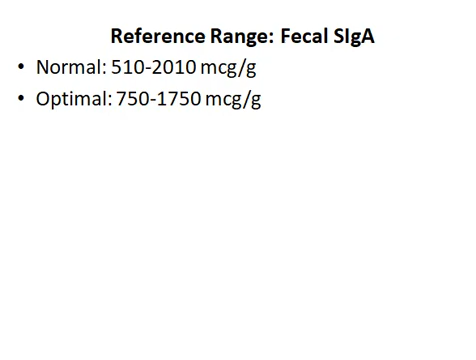 Reference Range: Fecal SIgA
• Normal: 510-2010 mcg/g
• Optimal: 750-1750 mcg/g